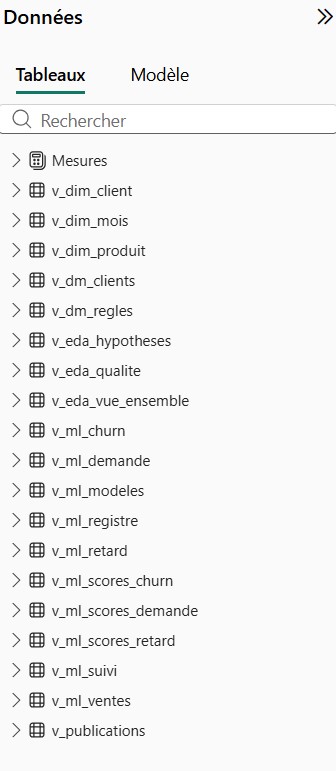 Données
Tableaux Modèle
Rechercher
Mesures
v_dim_client
v_dim_mois
v_dim_produit
v_dm_clients
v_dm_regles
v_eda_hypotheses
v_eda_qualite
v_eda_vue_ensemble
v_ml_churn
v_ml_demande
v_ml_modeles
v_ml_registre
v_ml_retard
v_ml_scores_churn
v_ml_scores_demande
v_ml_scores_retard
v_ml_suivi
v_ml_ventes
v_publications